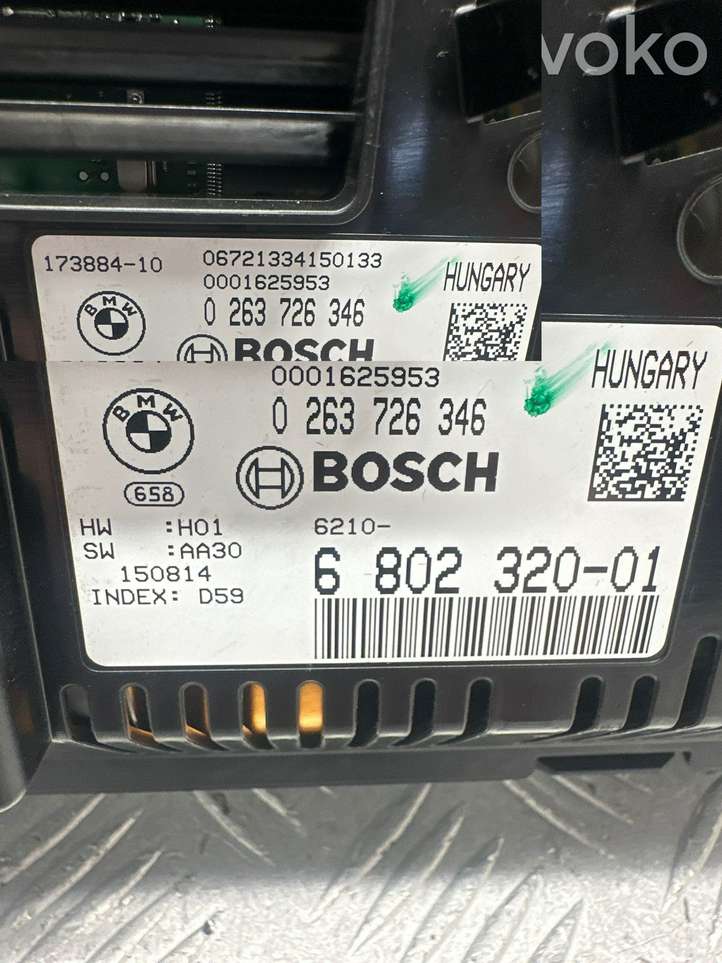 voko
173884-10
06721334150133
0001625953
HUNGARY
0 263 726 346
BMW
BOSCH
0001625953
HUNGARY
0 263 726 346
BMW
BOSCH
658
HW :H01
6210-
SW :AA30
6 802 320-01
150814
INDEX: D59